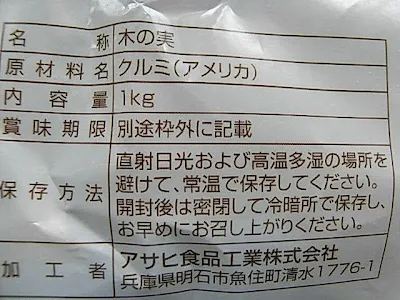 名称 木の実
原材料名 クルミ(アメリカ)
内容量 1kg
賞味期限 別途枠外に記載
保存方法 直射日光および高温多湿の場所を
避けて、常温で保存してください。
開封後は密閉して冷暗所で保存し、
お早めにお召し上がりください。
加工者 アサヒ食品工業株式会社
兵庫県明石市魚住町清水1776-1